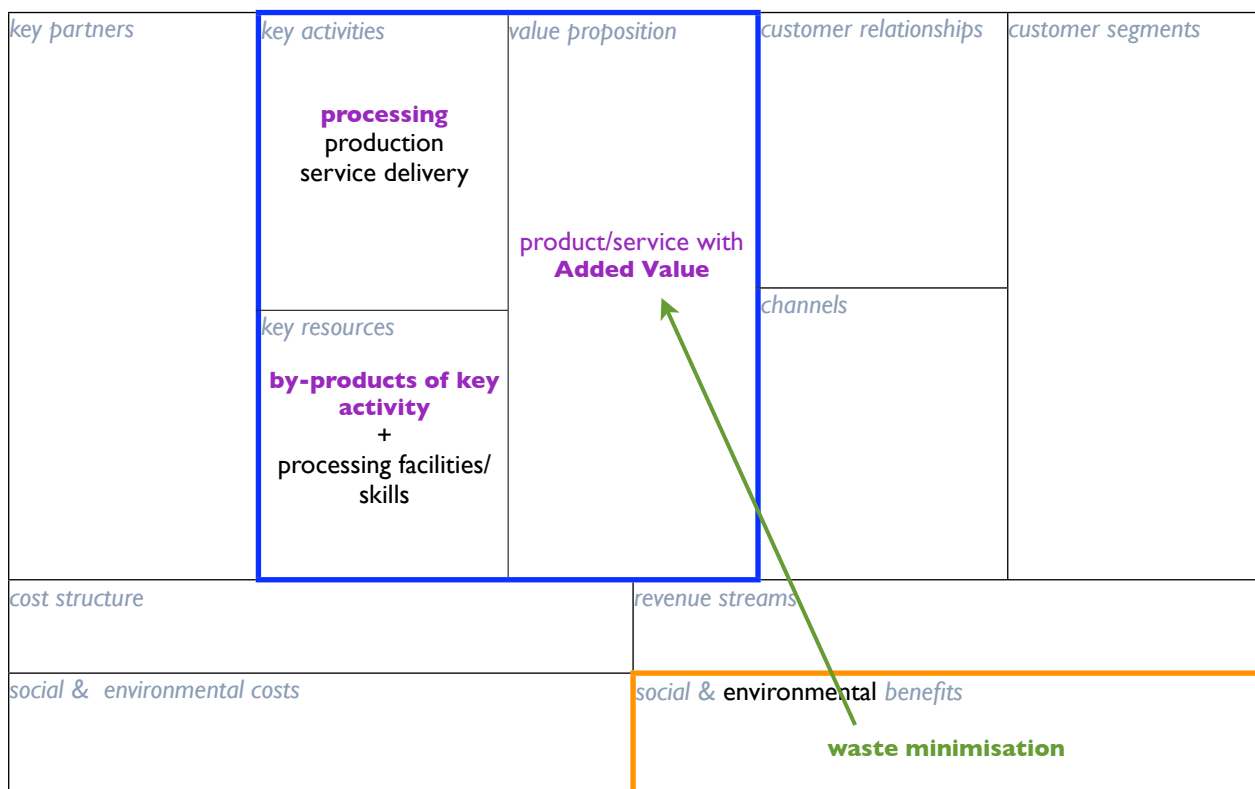 key partners
key activities
value proposition
customer relationships
customer segments
processing
production
service delivery
product/service with
Added Value
key resources
channels
by-products of key
activity
+
processing facilities/
skills
cost structure
revenue streams
social & environmental costs
social & environmental benefits
waste minimisation